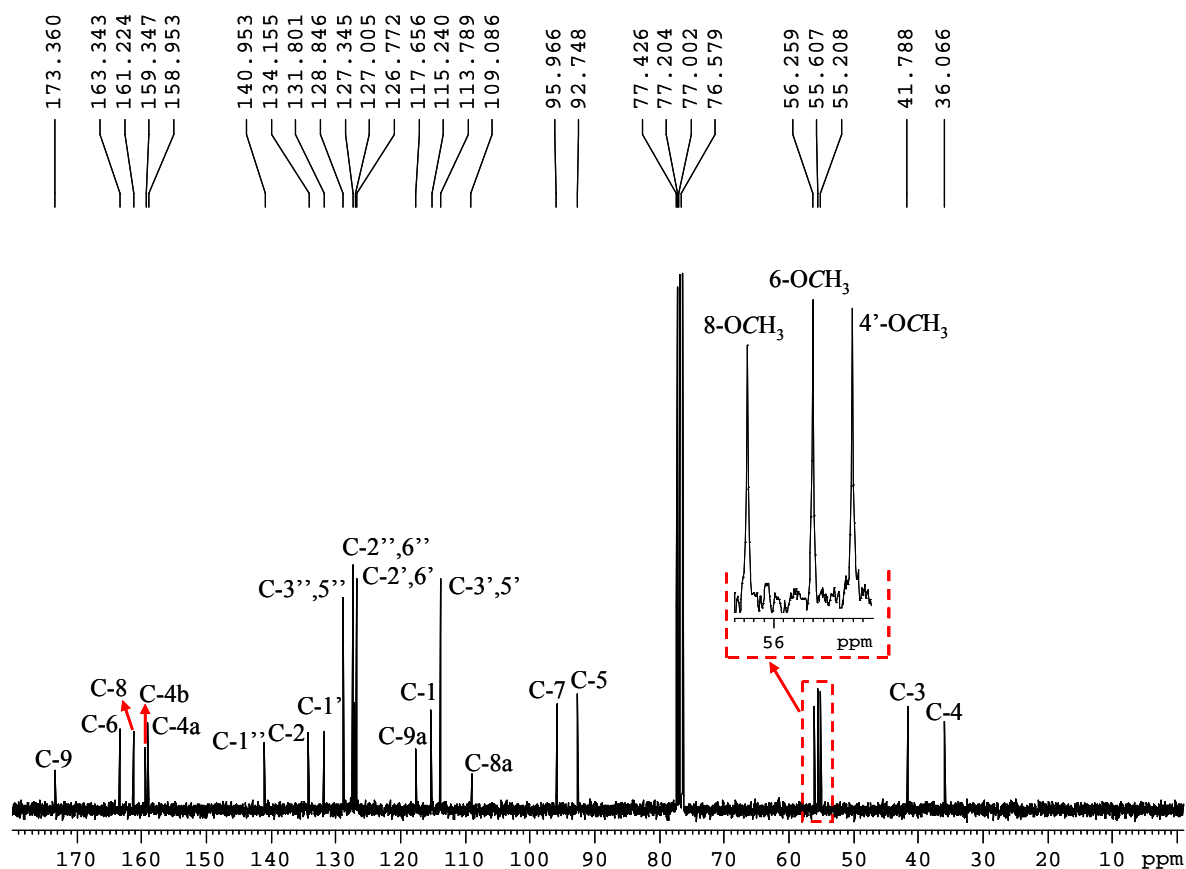 173.360
163.343
161.224
159.347
158.953
140.953
134.155
131.801
128.846
127.345
127.005
126.772
117.656
115.240
113.789
109.086
95.966
92.748
77.426
77.204
77.002
76.579
56.259
55.607
55.208
41.788
36.066
6-OCH3
8-OCH3
4’-OCH3
C-2’’,6’’
C-3’’,5’’
C-2’,6’
C-3’,5’
56 ppm
C-8
C-4b
C-6
C-4a
C-9
C-1’’
C-2
C-1’
C-9a
C-1
C-8a
C-7
C-5
C-3
C-4
170 160 150 140 130 120 110 100 90 80 70 60 50 40 30 20 10 ppm